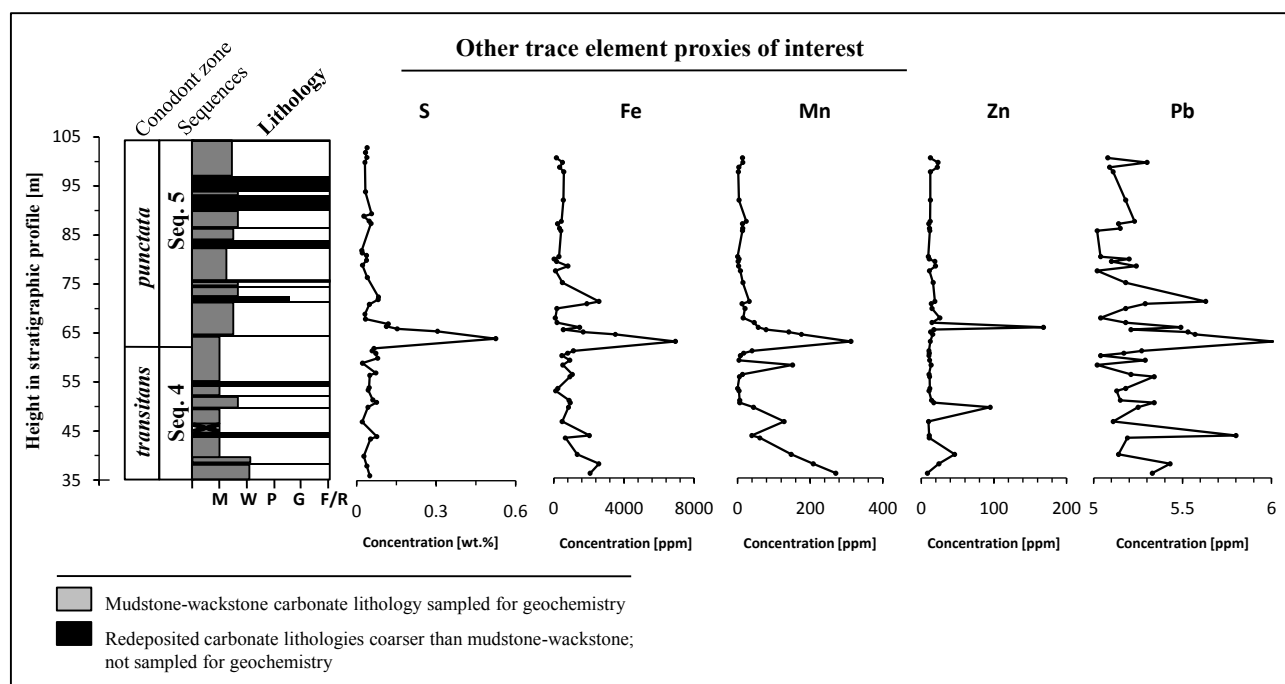 Other trace element proxies of interest
Conodont zone
Sequences
Lithology
S
Fe
Mn
Zn
Pb
Height in stratigraphic profile [m]
105
95
85
75
65
55
45
35
punctata
transitans
Seq. 5
Seq. 4
M W P G F/R
0 0.3 0.6
0 4000 8000
0 200 400
0 100 200
5 5.5 6
Concentration [wt.%]
Concentration [ppm]
Concentration [ppm]
Concentration [ppm]
Concentration [ppm]
Mudstone-wackstone carbonate lithology sampled for geochemistry
Redeposited carbonate lithologies coarser than mudstone-wackstone;
not sampled for geochemistry